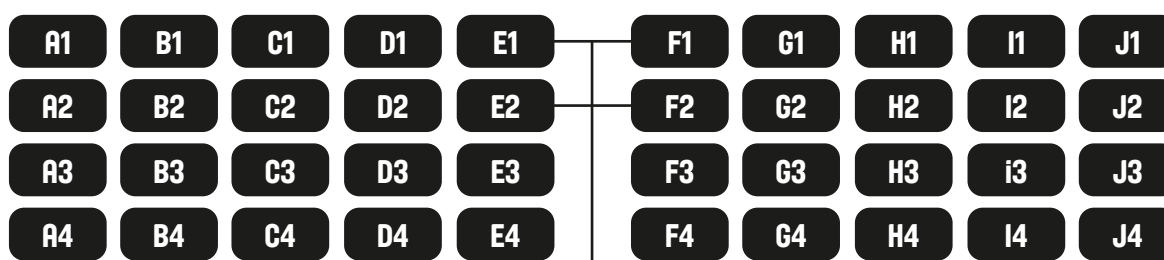 A1 B1 C1 D1 E1 F1 G1 H1 I1 J1
A2 B2 C2 D2 E2 F2 G2 H2 I2 J2
A3 B3 C3 D3 E3 F3 G3 H3 i3 J3
A4 B4 C4 D4 E4 F4 G4 H4 I4 J4